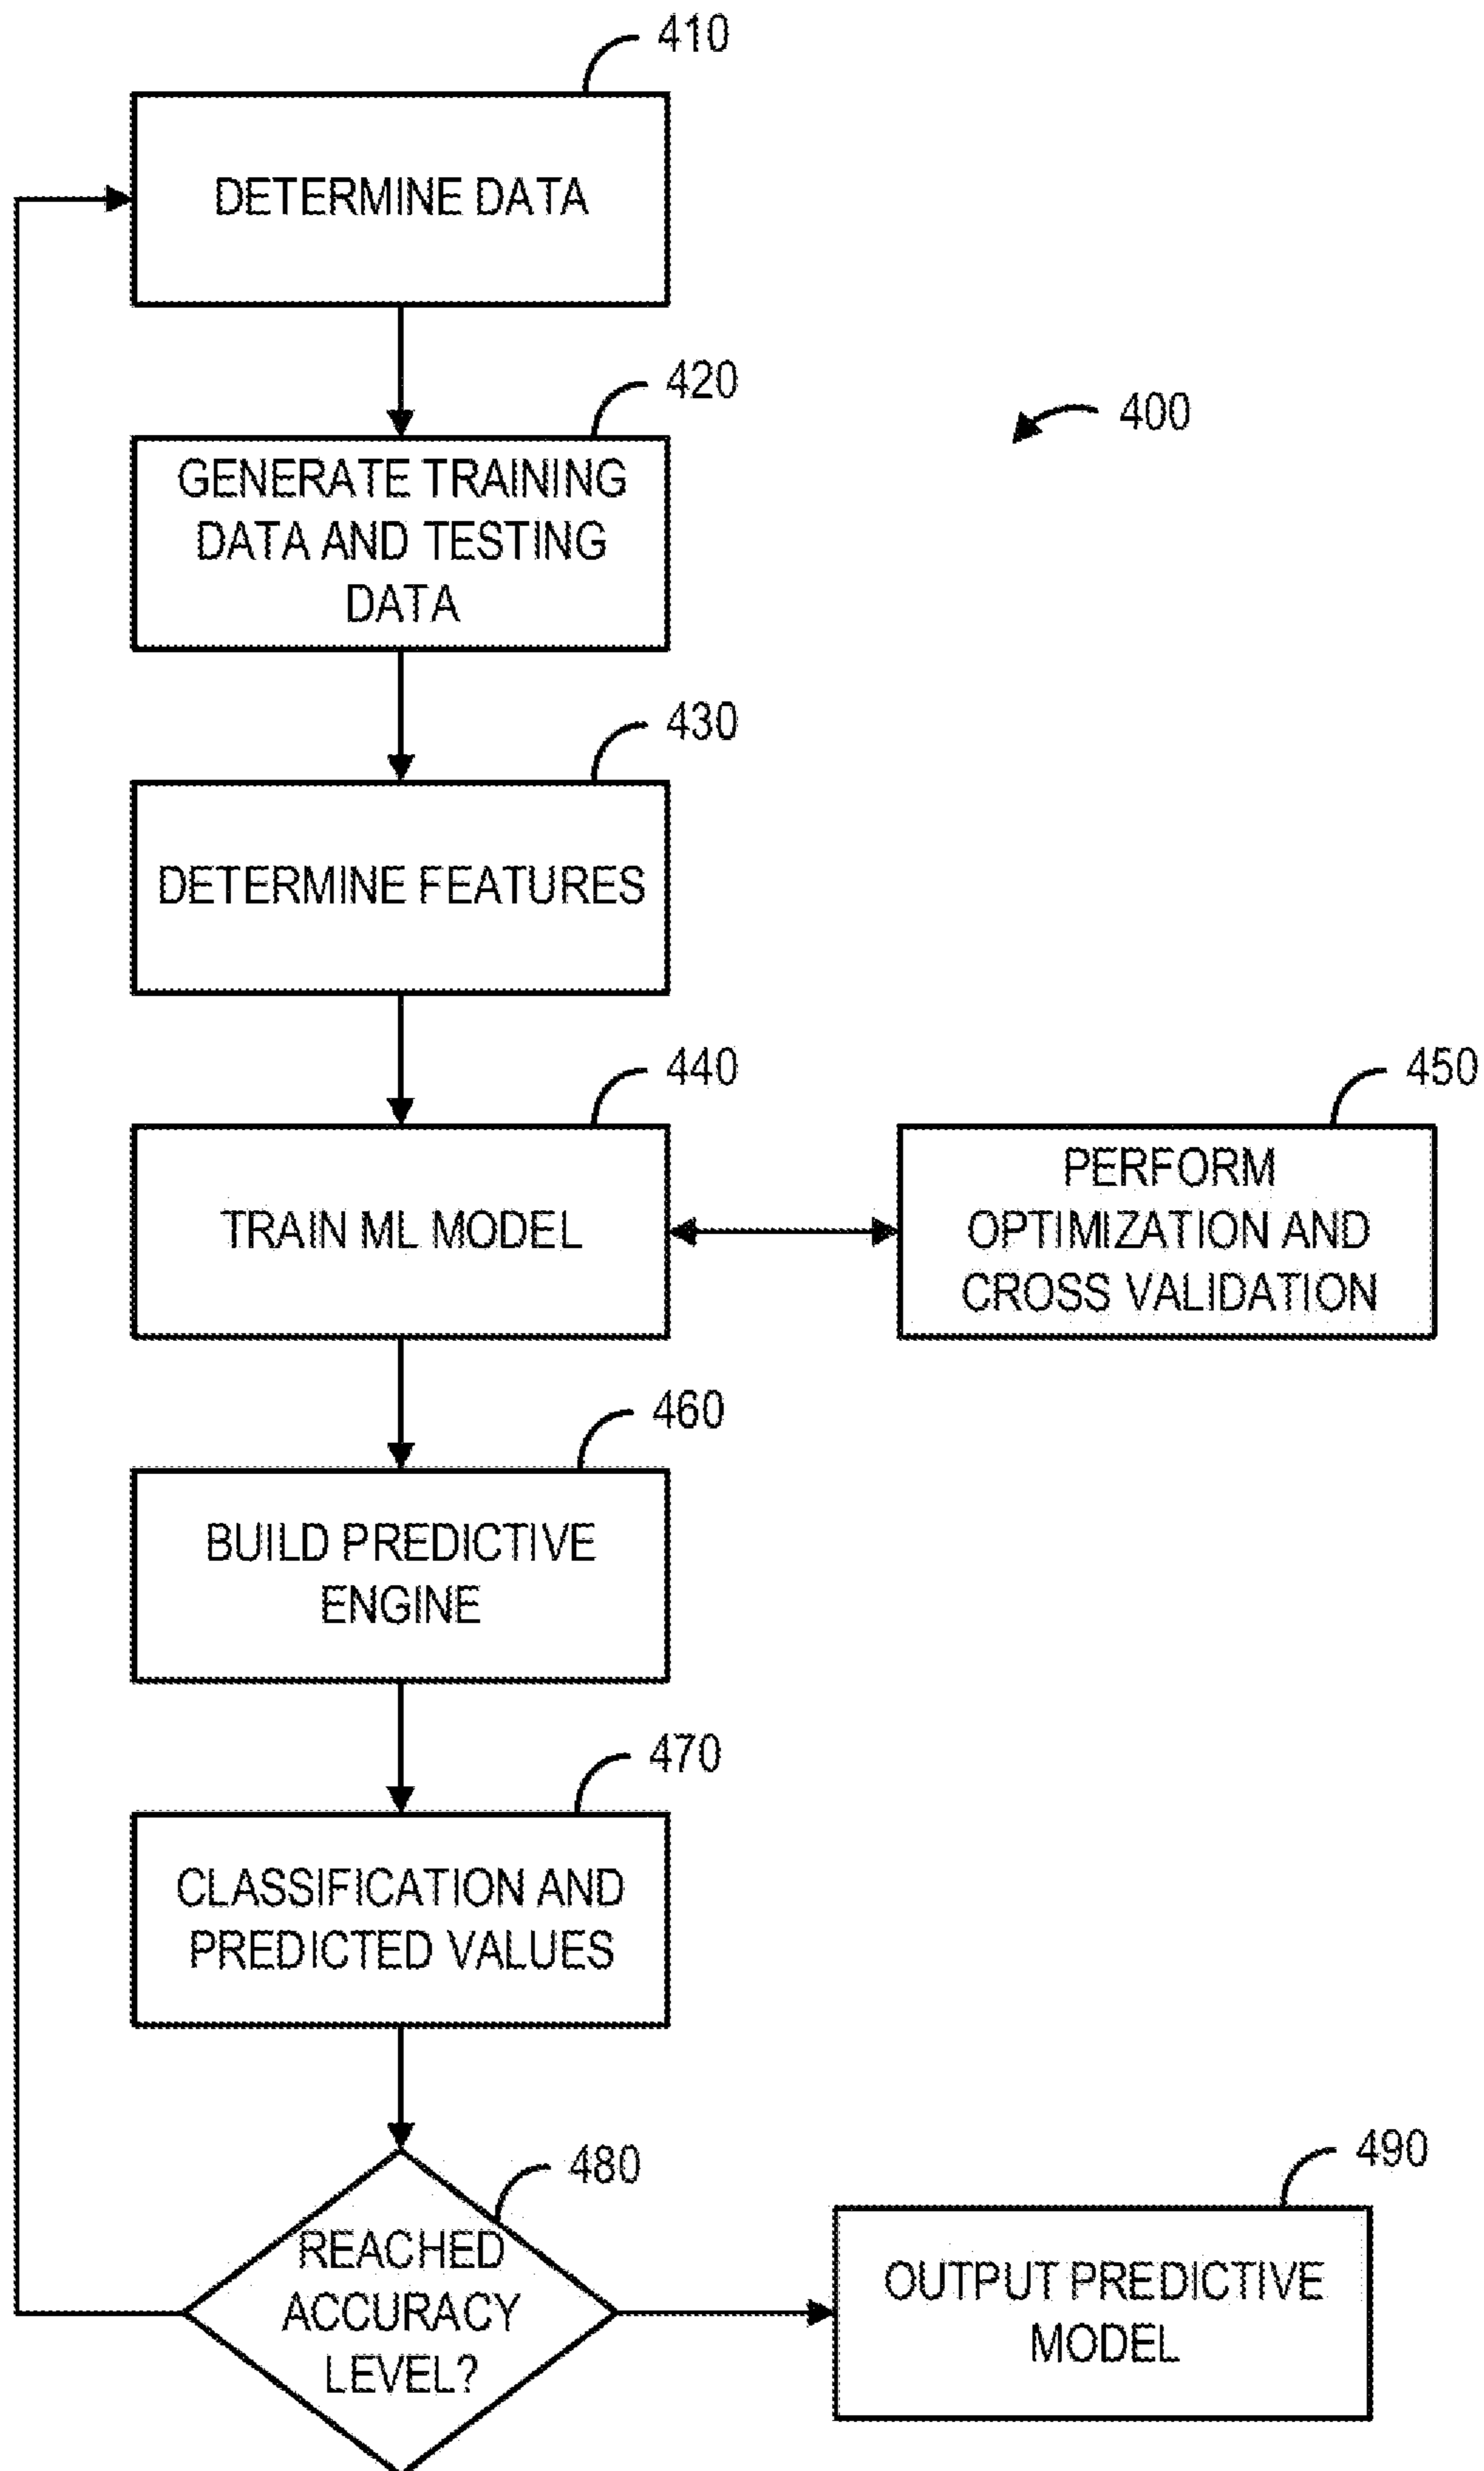 410
DETERMINE DATA
420
400
GENERATE TRAINING
DATA AND TESTING
DATA
430
DETERMINE FEATURES
440
450
TRAIN ML MODEL
PERFORM
OPTIMIZATION AND
CROSS VALIDATION
460
BUILD PREDICTIVE
ENGINE
470
CLASSIFICATION AND
PREDICTED VALUES
480
REACHED
ACCURACY
LEVEL?
490
OUTPUT PREDICTIVE
MODEL